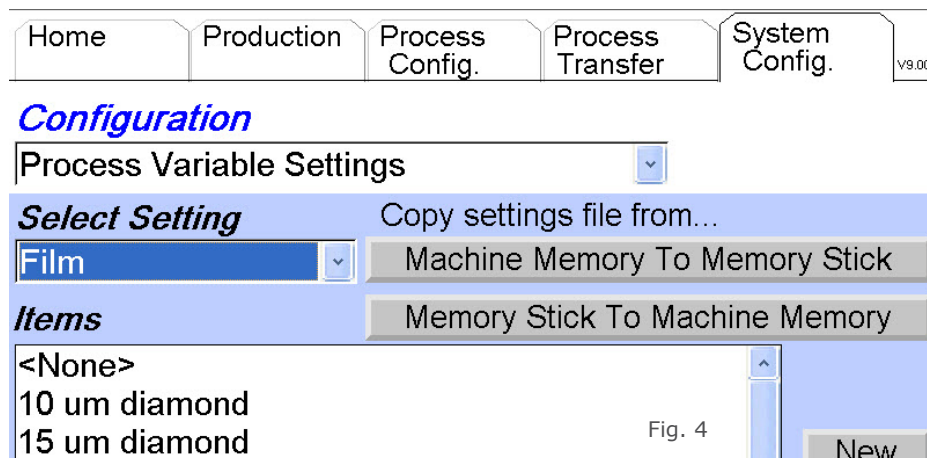 Home
Production
Process
Config.
Process
Transfer
System
Config.
V9.00
Configuration
Process Variable Settings
Select Setting
Copy settings file from...
Film
Machine Memory To Memory Stick
Items
Memory Stick To Machine Memory
<None>
10 um diamond
15 um diamond
Fig. 4
New